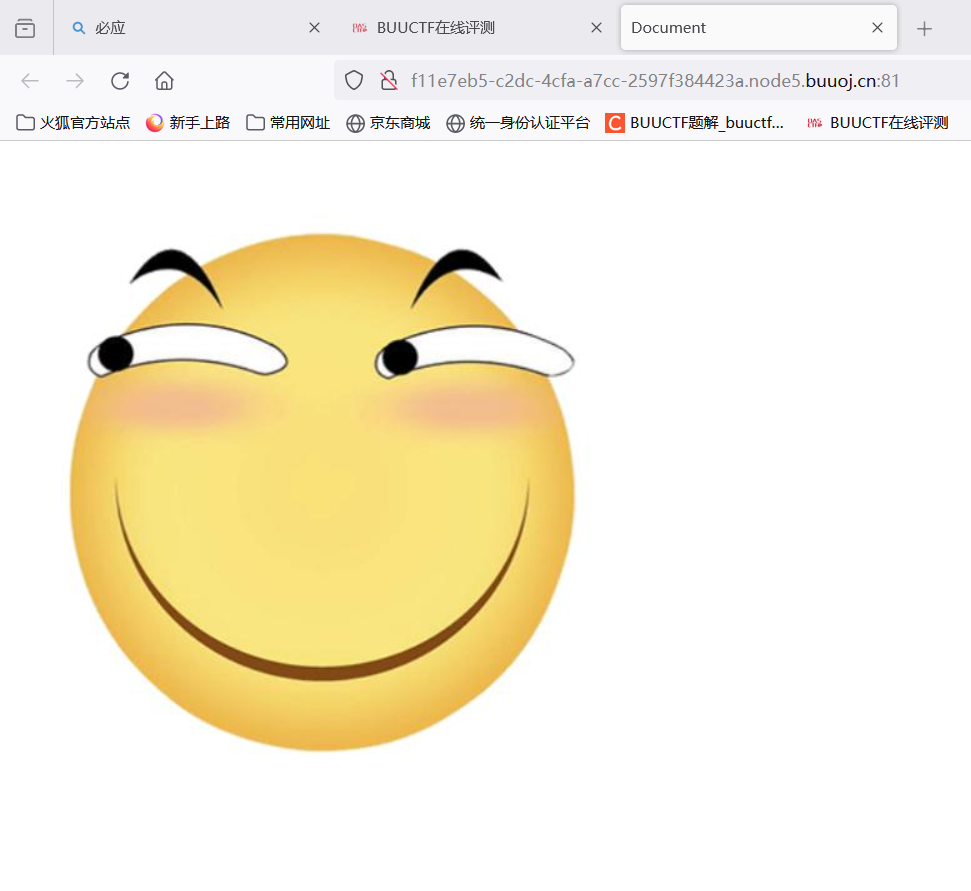 必应
BUUCTF在线评测
Document
f11e7eb5-c2dc-4cfa-a7cc-2597f384423a.node5.buuoj.cn:81
火狐官方站点
新手上路
常用网址
京东商城
统一身份认证平台
C BUUCTF题解_buuctf...
BUUCTF在线评测